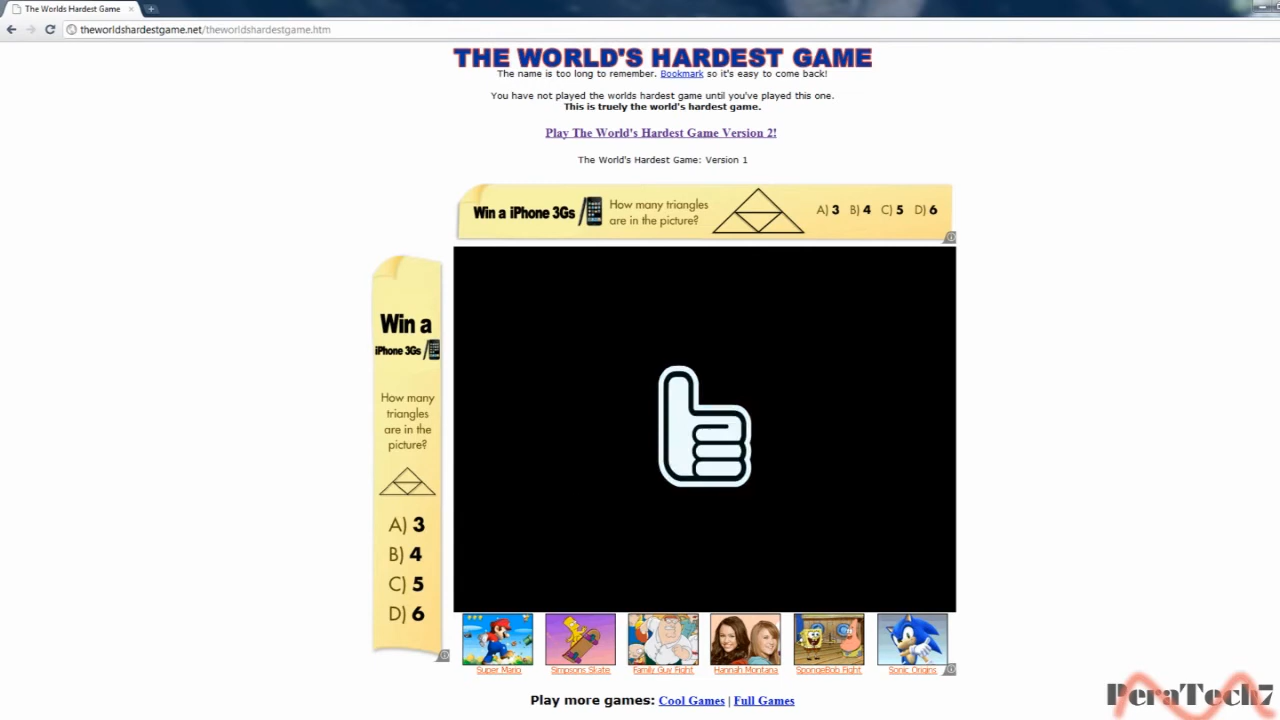 The Worlds Hardest Game
theworldshardestgame.net/theworldshardestgame.htm
THE WORLD'S HARDEST GAME
The name is too long to remember. Bookmark so it's easy to come back!
You have not played the worlds hardest game until you've played this one.
This is truely the world's hardest game.
Play The World's Hardest Game Version 2!
The World's Hardest Game: Version 1
Win a iPhone 3Gs
How many triangles
are in the picture?
A) 3 B) 4 C) 5 D) 6
Win a
iPhone 3Gs
How many
triangles
are in the
picture?
A) 3
B) 4
C) 5
D) 6
Super Mario Simpsons Skate Family Guy Fight Hannah Montana SpongeBob Fight Sonic Origins
Play more games: Cool Games | Full Games
PeraTech7